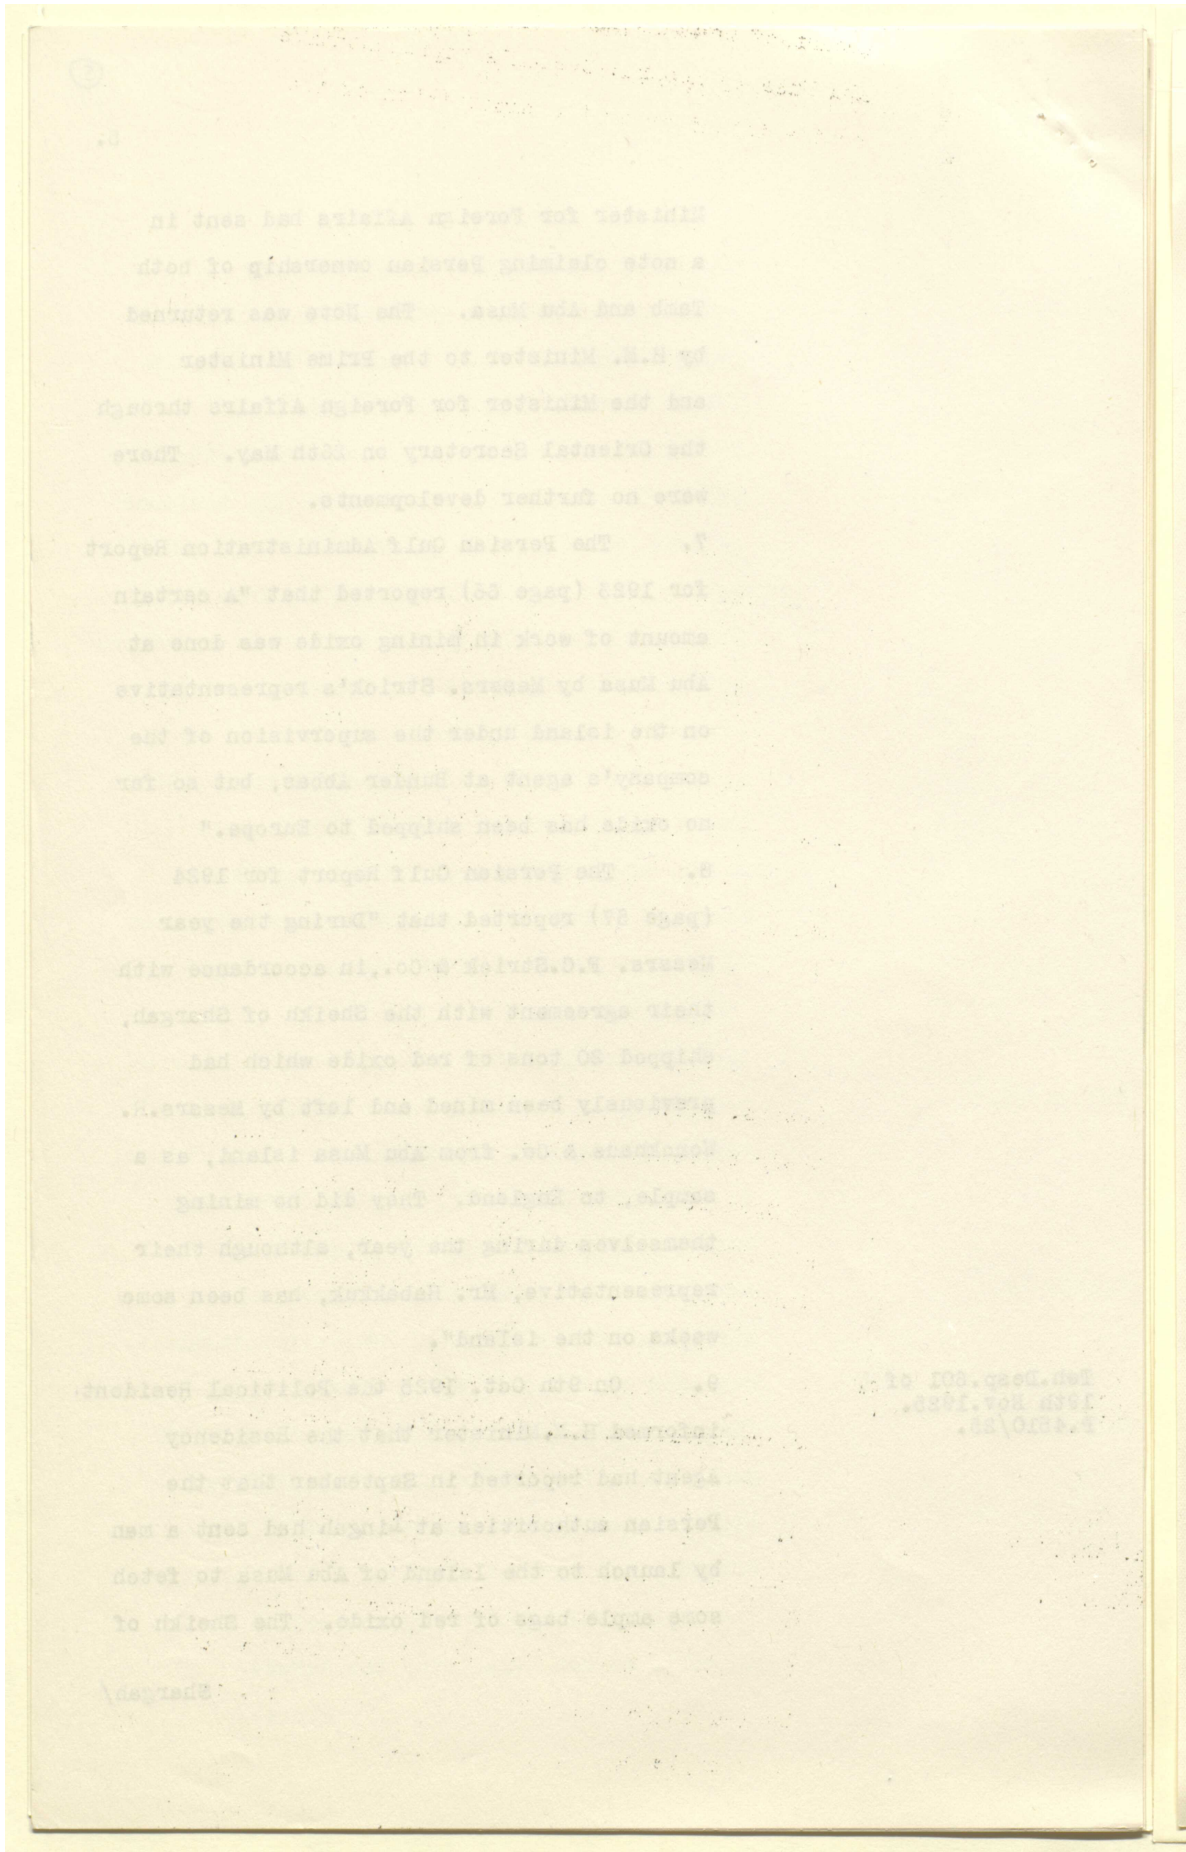 Minister for Foreign Affairs had sent in
a note claiming Persian ownership of both
Tamb and Abu Musa. The Note was returned
by H.M. Minister to the Prime Minister
and the Minister for Foreign Affairs through
the Oriental Secretary on 26th May. There
were no further developments.
7. The Persian Gulf Administration Report
for (page reported that "A certain
amount of work in mining oxide was done at
Abu Musa by Messrs. Strick's representative
on the island under the supervision of the
company's agent at Bunder Abbas, but so far
no oxide has been shipped to Europe."
8. The Persian Gulf Report for
(page reported that "During the year
Messrs. F.C.Strick & Co.,in accordance with
their agreement with the Sheikh of Shargah,
shipped 20 tons of red oxide which had
previously been mined and left by Messrs.R.
Wonkhaus & Co. from Abu Musa island, as a
sample, to England. They did no mining
themselves during the year, although their
representative, Mr. has been some
weeks on the island".
9. On 9th Oct. 1925 the Political Resident
informed H.M.Minister that the Residency
Agent had reported in September that the
Persian authorities at Lingah had sent a man
by launch to the Island of Abu Musa to fetch
some ample bags of red oxide. The Sheikh of
Shargah/
Teh.Desp.601 of
19th Nov.1925.